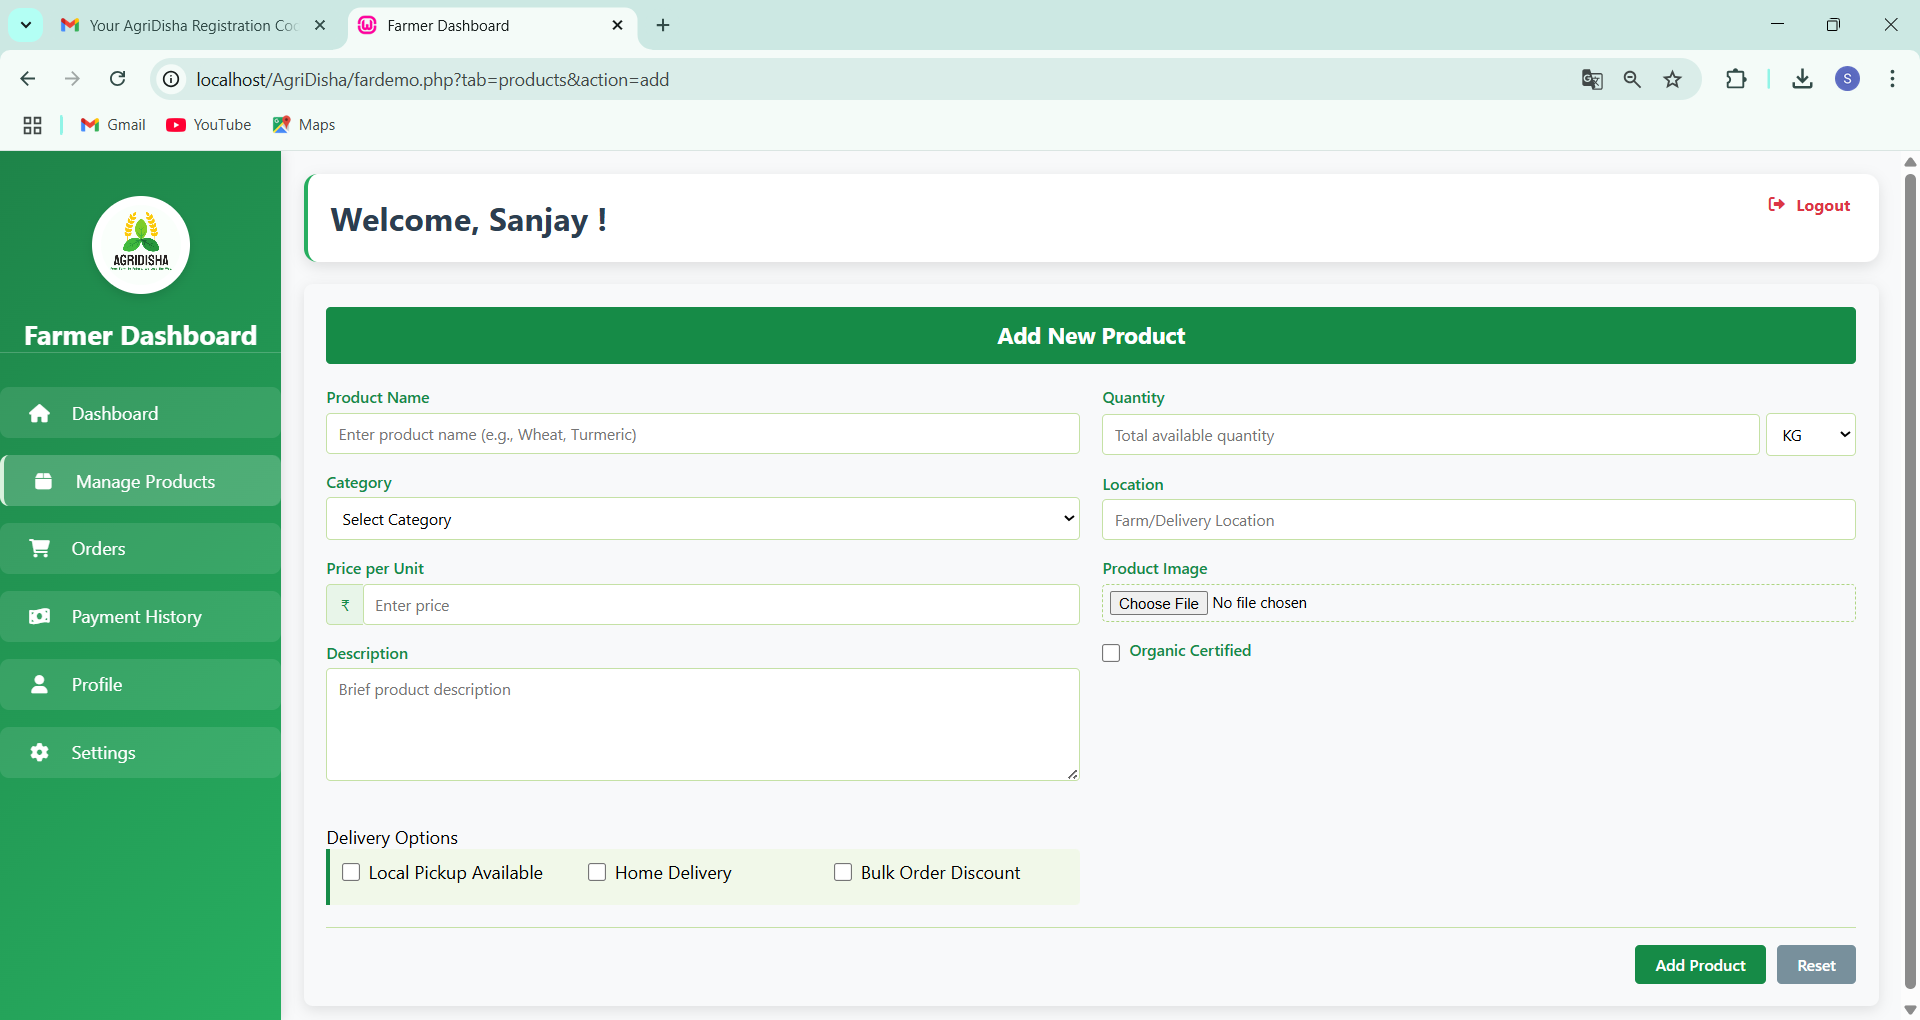 Your AgriDisha Registration Co
Farmer Dashboard
localhost/AgriDisha/fardemo.php?tab=products&action=add
S
Gmail
YouTube
Maps
AGRIDISHA
Farmer Dashboard
Dashboard
Manage Products
Orders
Payment History
Profile
Settings
Welcome, Sanjay !
Logout
Add New Product
Product Name
Enter product name (e.g., Wheat, Turmeric)
Quantity
Total available quantity
KG
Category
Select Category
Location
Farm/Delivery Location
Price per Unit
₹ Enter price
Product Image
Choose File No file chosen
Description
Brief product description
Organic Certified
Delivery Options
Local Pickup Available
Home Delivery
Bulk Order Discount
Add Product
Reset